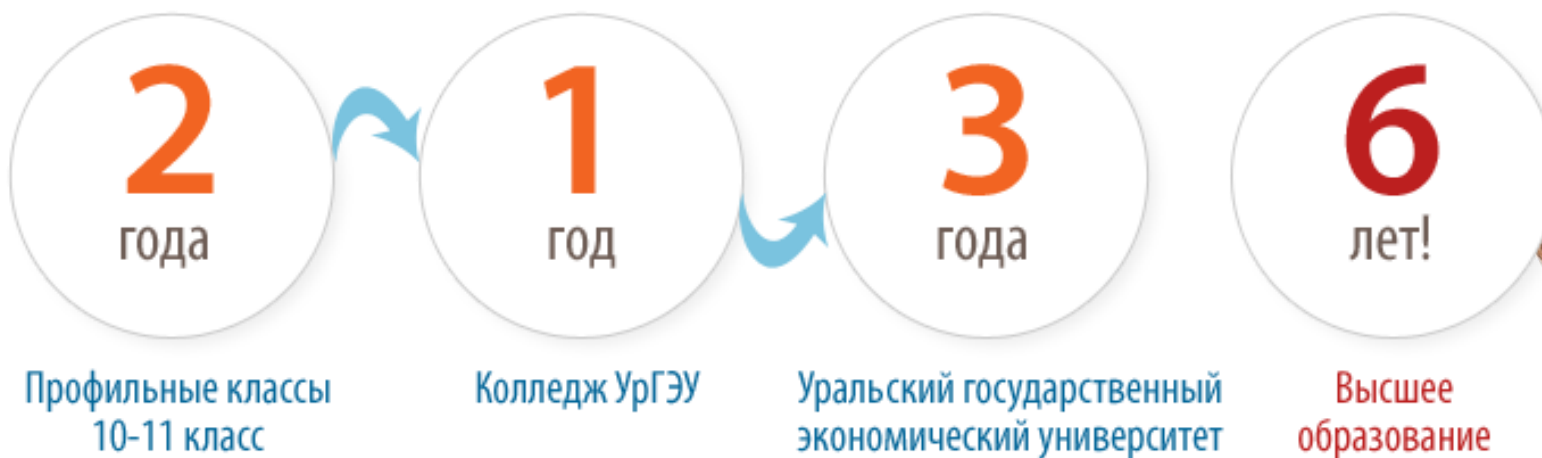 2
года
Профильные классы
10-11 класс
1
год
Колледж УрГЭУ
3
года
Уральский государственный
экономический университет
6
лет!
Высшее
образование